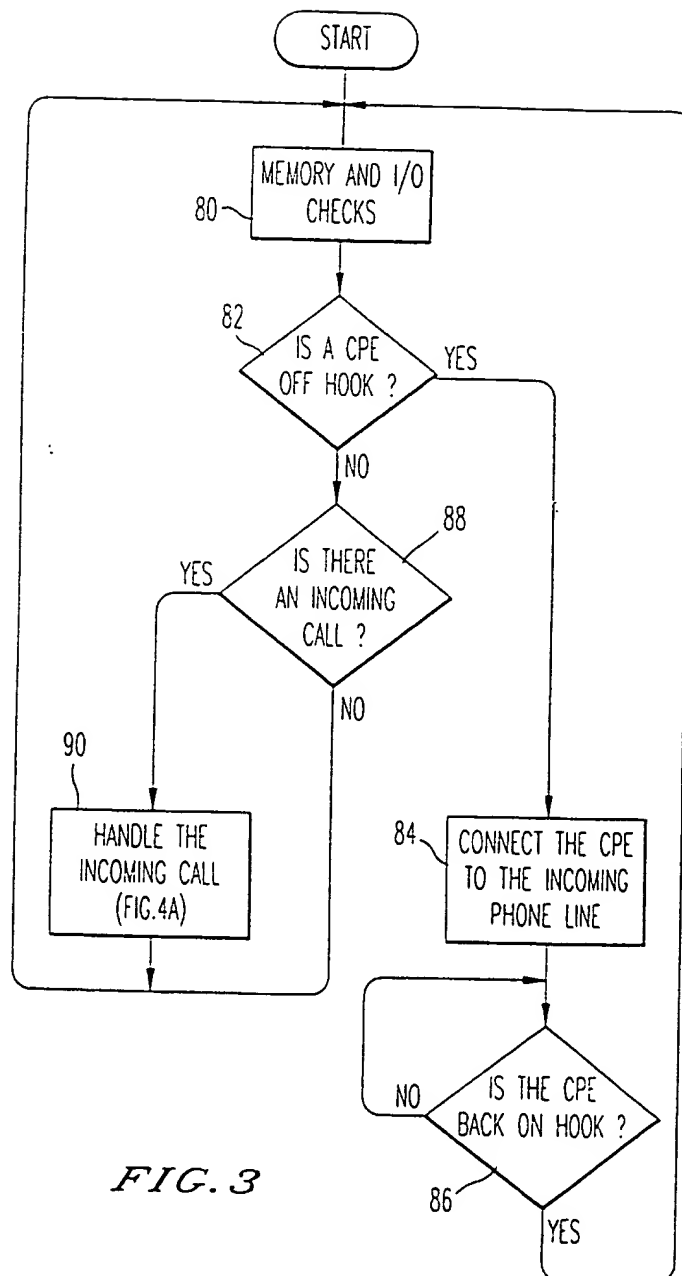 START
MEMORY AND I/O
CHECKS
80
82
IS A CPE
OFF HOOK ?
YES
NO
88
IS THERE
AN INCOMING
CALL ?
YES
NO
90
HANDLE THE
INCOMING CALL
(FIG.4A)
84
CONNECT THE CPE
TO THE INCOMING
PHONE LINE
NO
IS THE CPE
BACK ON HOOK ?
86
YES
FIG. 3